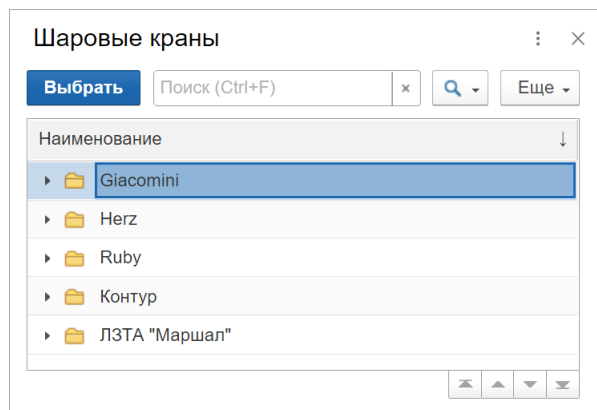 Шаровые краны
Выбрать Поиск (Ctrl+F) × Еще
Наименование ↓
Giacomini
Herz
Ruby
Контур
ЛЗТА "Маршал"